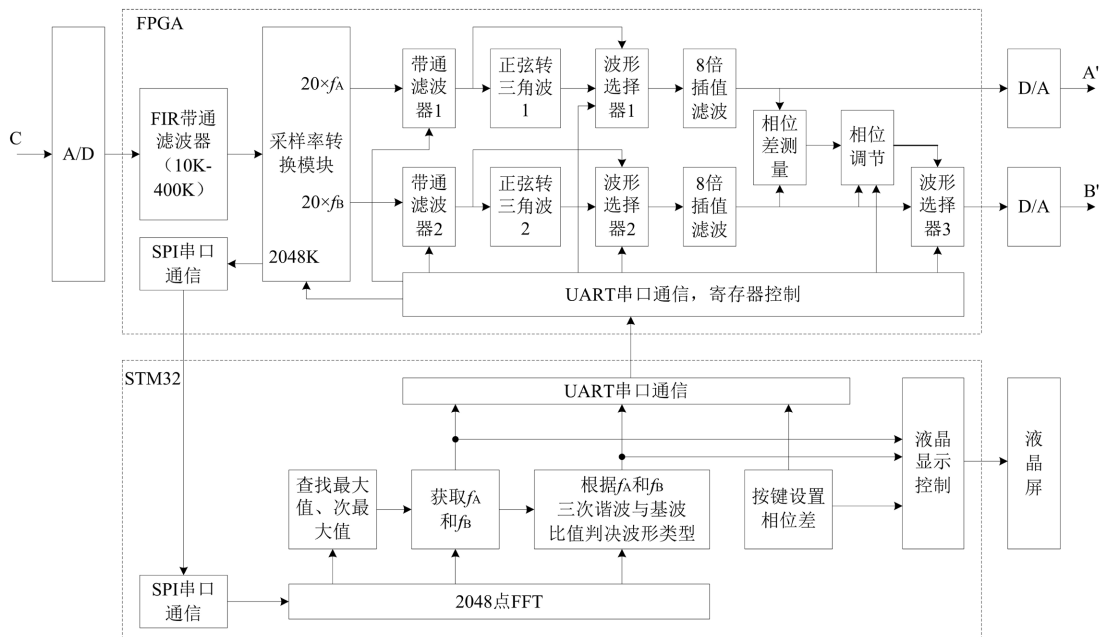 FPGA
C
A/D
FIR带通
滤波器
（10K-
400K）
采样率转
换模块
20×fA
20×fB
2048K
SPI串口
通信
带通
滤波
器1
正弦转
三角波
1
波形
选择
器1
8倍
插值
滤波
带通
滤波
器2
正弦转
三角波
2
波形
选择
器2
8倍
插值
滤波
相位
差测
量
相位
调节
波形
选择
器3
D/A
A'
D/A
B'
UART串口通信，寄存器控制
STM32
UART串口通信
查找最大
值、次最
大值
获取fA
和fB
根据fA和fB
三次谐波与基波
比值判决波形类型
按键设置
相位差
液晶
显示
控制
液
晶
屏
SPI串口
通信
2048点FFT